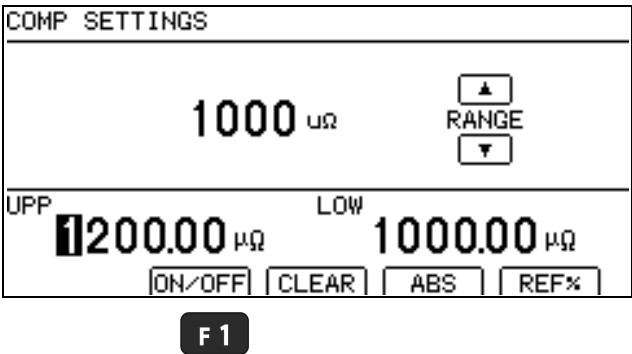 COMP SETTINGS
▲
1000 uΩ RANGE
▼
UPP LOW
1200.00 μΩ 1000.00 μΩ
ON/OFF CLEAR ABS REF%
F1